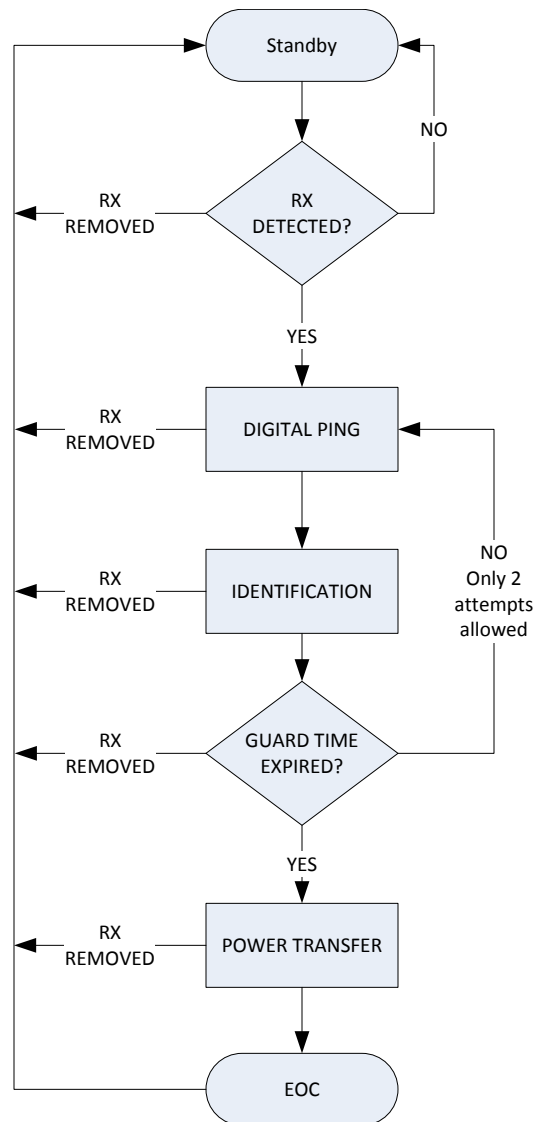 Standby
NO
RX
REMOVED
RX
DETECTED?
YES
RX
REMOVED
DIGITAL PING
RX
REMOVED
IDENTIFICATION
NO
Only 2
attempts
allowed
RX
REMOVED
GUARD TIME
EXPIRED?
YES
RX
REMOVED
POWER TRANSFER
EOC